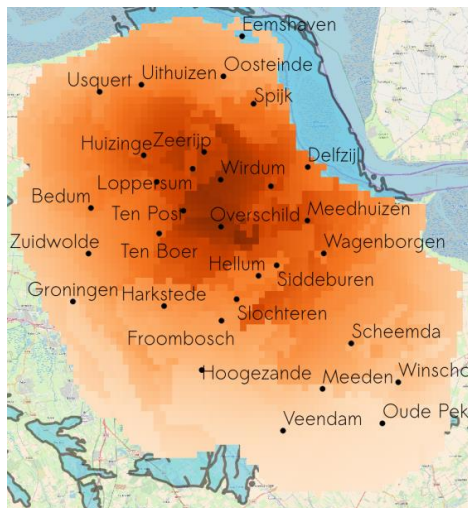 Eemshaven
Oosteinde
Usquert
Uithuizen
Spijk
Huizinge
Zeerijp
Delfzijl
Loppersum
Wirdum
Bedum
Ten Post
Overschild
Meedhuizen
Zuidwolde
Ten Boer
Wagenborgen
Hellum
Siddeburen
Groningen
Harkstede
Slochteren
Froombosch
Scheemda
Hoogezande
Meeden
Winscho
Veendam
Oude Pek